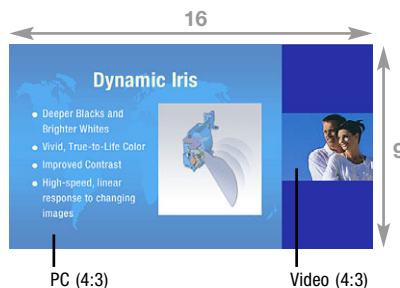 16
Dynamic Iris
• Deeper Blacks and
Brighter Whites
• Vivid, True-to-Life Color
• Improved Contrast
• High-speed, linear
response to changing
images
9
PC (4:3)
Video (4:3)